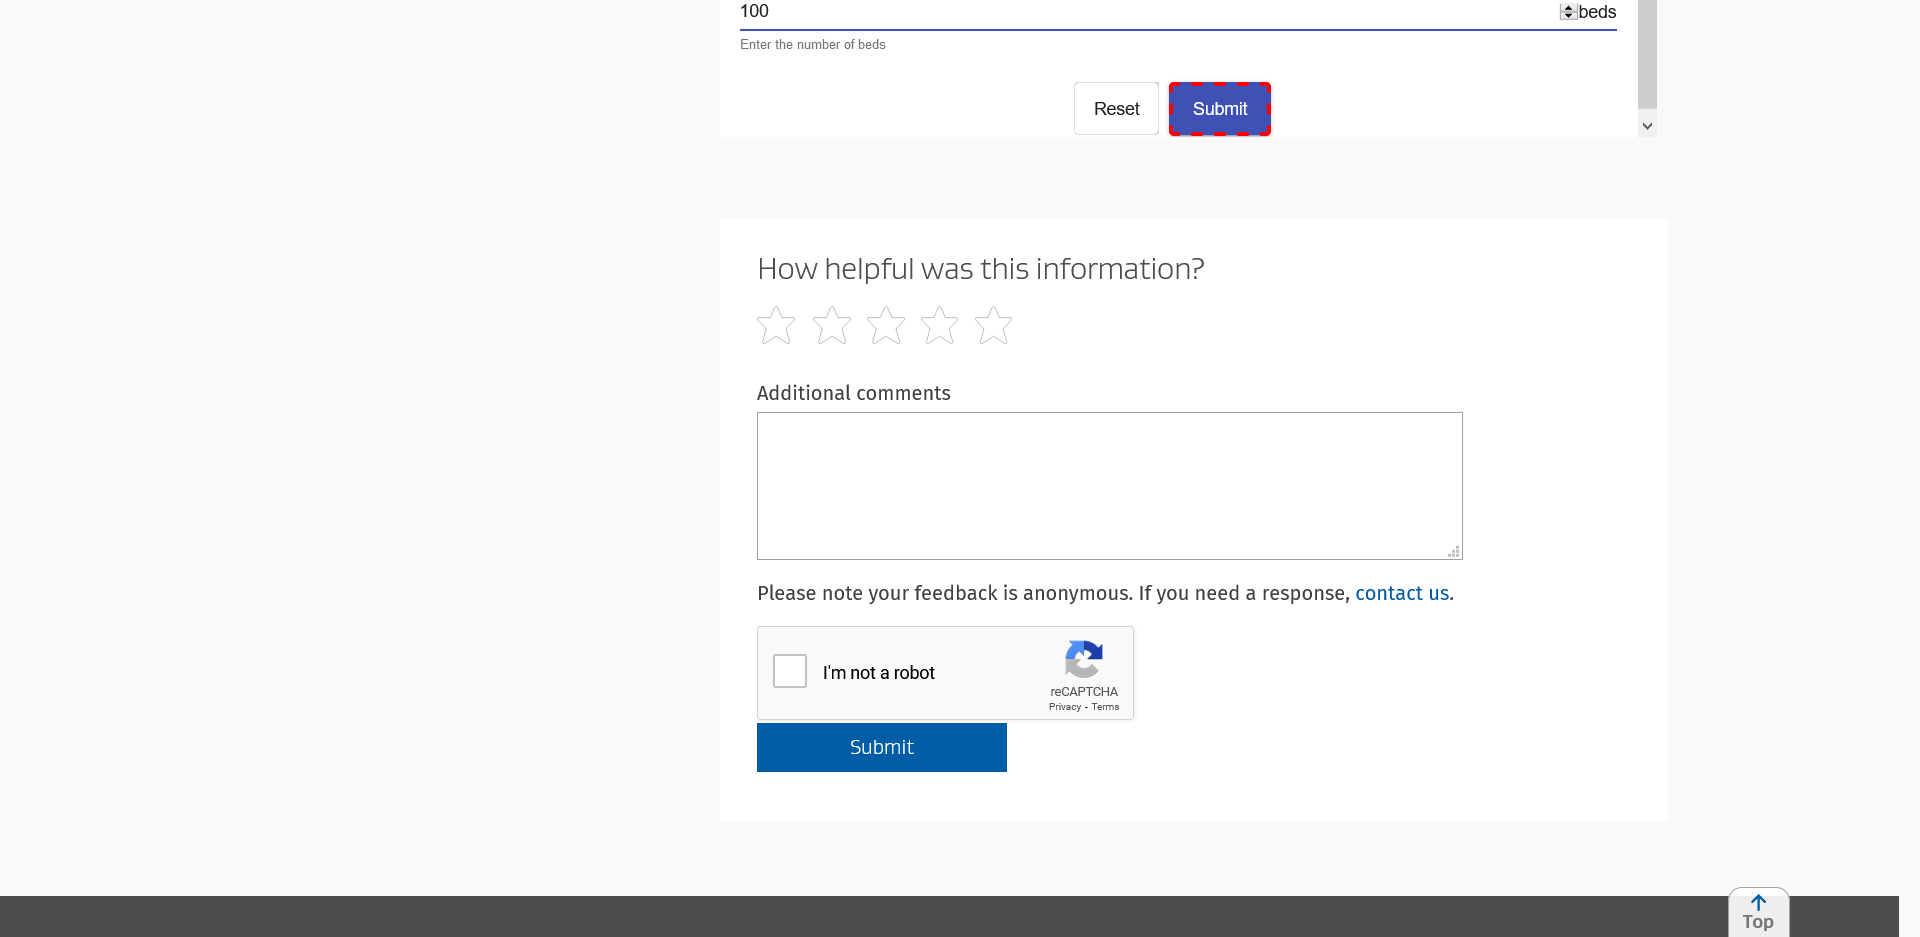 100
beds
Enter the number of beds
Reset
Submit
How helpful was this information?
Additional comments
Please note your feedback is anonymous. If you need a response, contact us.
I'm not a robot
reCAPTCHA
Privacy - Terms
Submit
Top